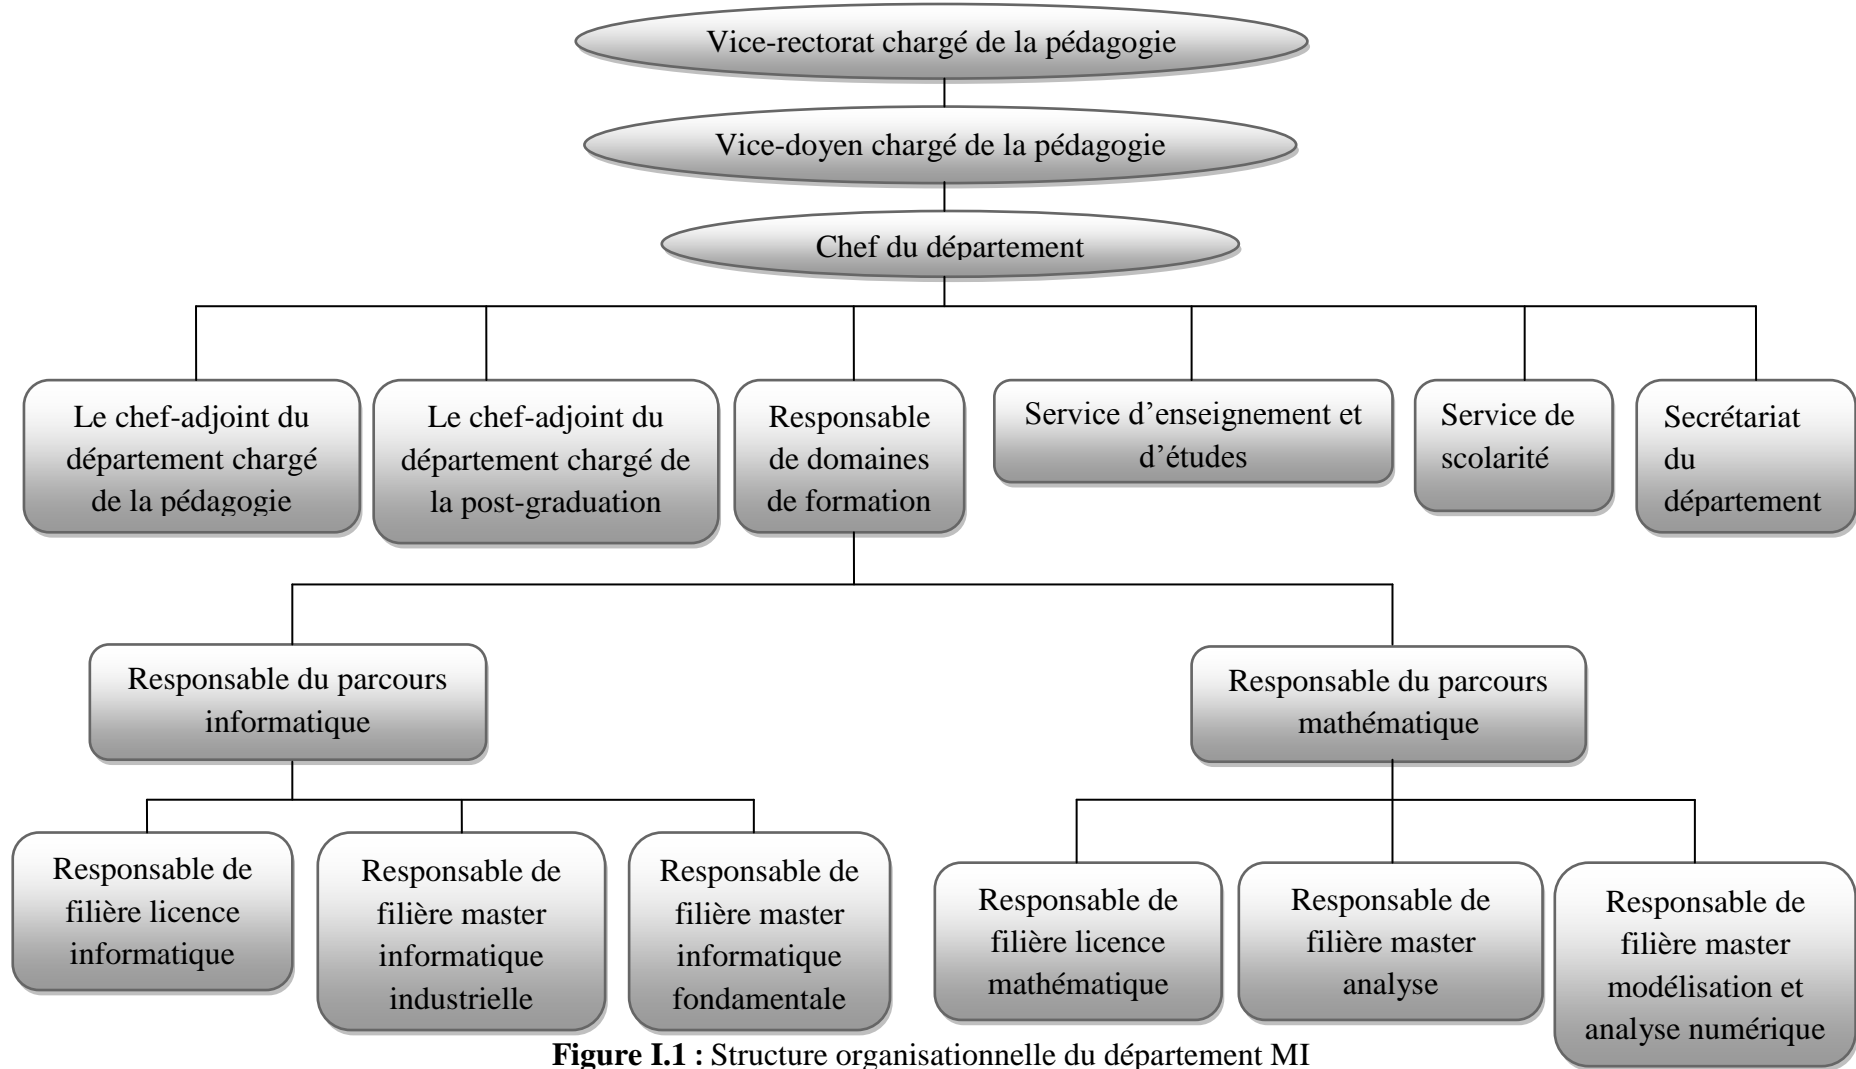 Vice-rectorat chargé de la pédagogie
Vice-doyen chargé de la pédagogie
Chef du département
Le chef-adjoint du
département chargé
de la pédagogie
Le chef-adjoint du
département chargé de
la post-graduation
Responsable
de domaines
de formation
Service d’enseignement et
d’études
Service de
scolarité
Secrétariat
du
département
Responsable du parcours
informatique
Responsable du parcours
mathématique
Responsable de
filière licence
informatique
Responsable de
filière master
informatique
industrielle
Responsable de
filière master
informatique
fondamentale
Responsable de
filière licence
mathématique
Responsable de
filière master
analyse
Responsable de
filière master
modélisation et
analyse numérique
Figure I.1 : Structure organisationnelle du département MI